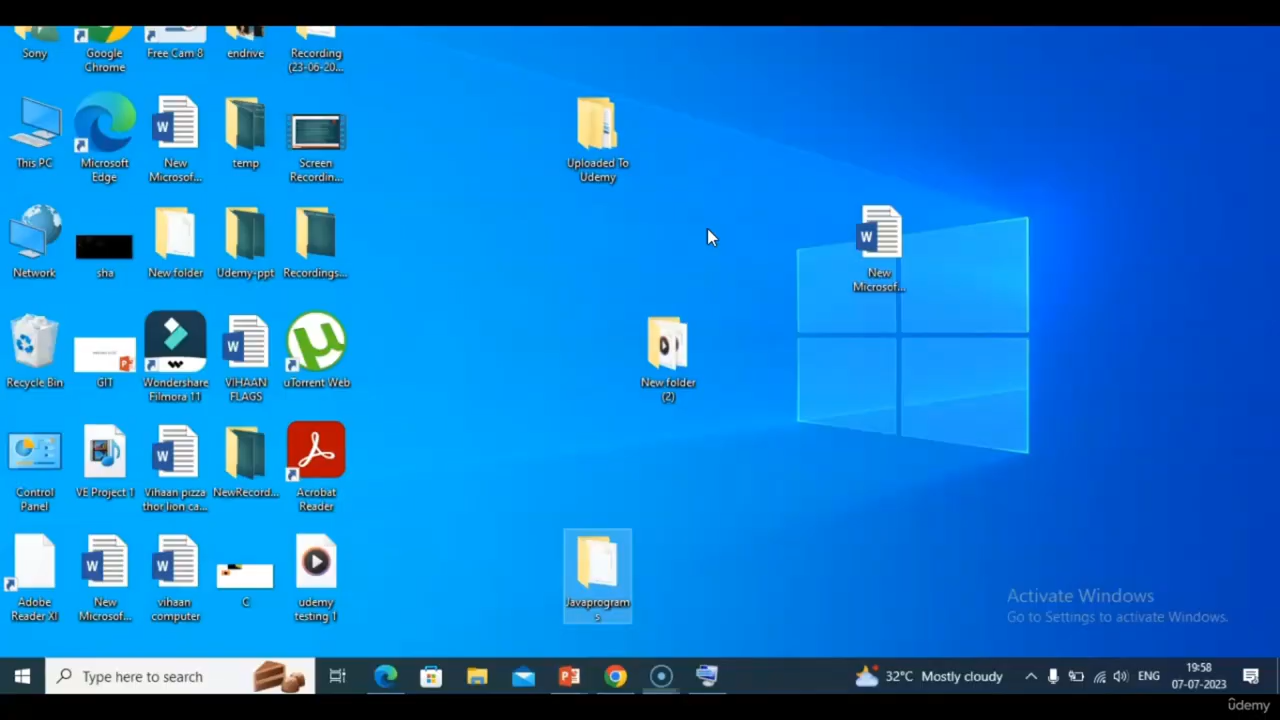 Sony
Google
Chrome
Free Cam 8
endrive
Recording
(23-06-20...
This PC
Microsoft
Edge
New
Microsof...
temp
Screen
Recordin...
Uploaded To
Udemy
Network
sha
New folder
Udemy-ppt
Recordings...
New
Microsof...
Recycle Bin
GIT
Wondershare
Filmora 11
VIHAAN
FLAGS
uTorrent Web
New folder
(2)
Control
Panel
VE Project 1
Vihaan pizza
thor lion ca...
NewRecord...
Acrobat
Reader
Adobe
Reader XI
New
Microsof...
vihaan
computer
C
udemy
testing 1
Javaprogram
s
Activate Windows
Go to Settings to activate Windows.
Type here to search
32°C Mostly cloudy
ENG
19:58
07-07-2023
ûdemy